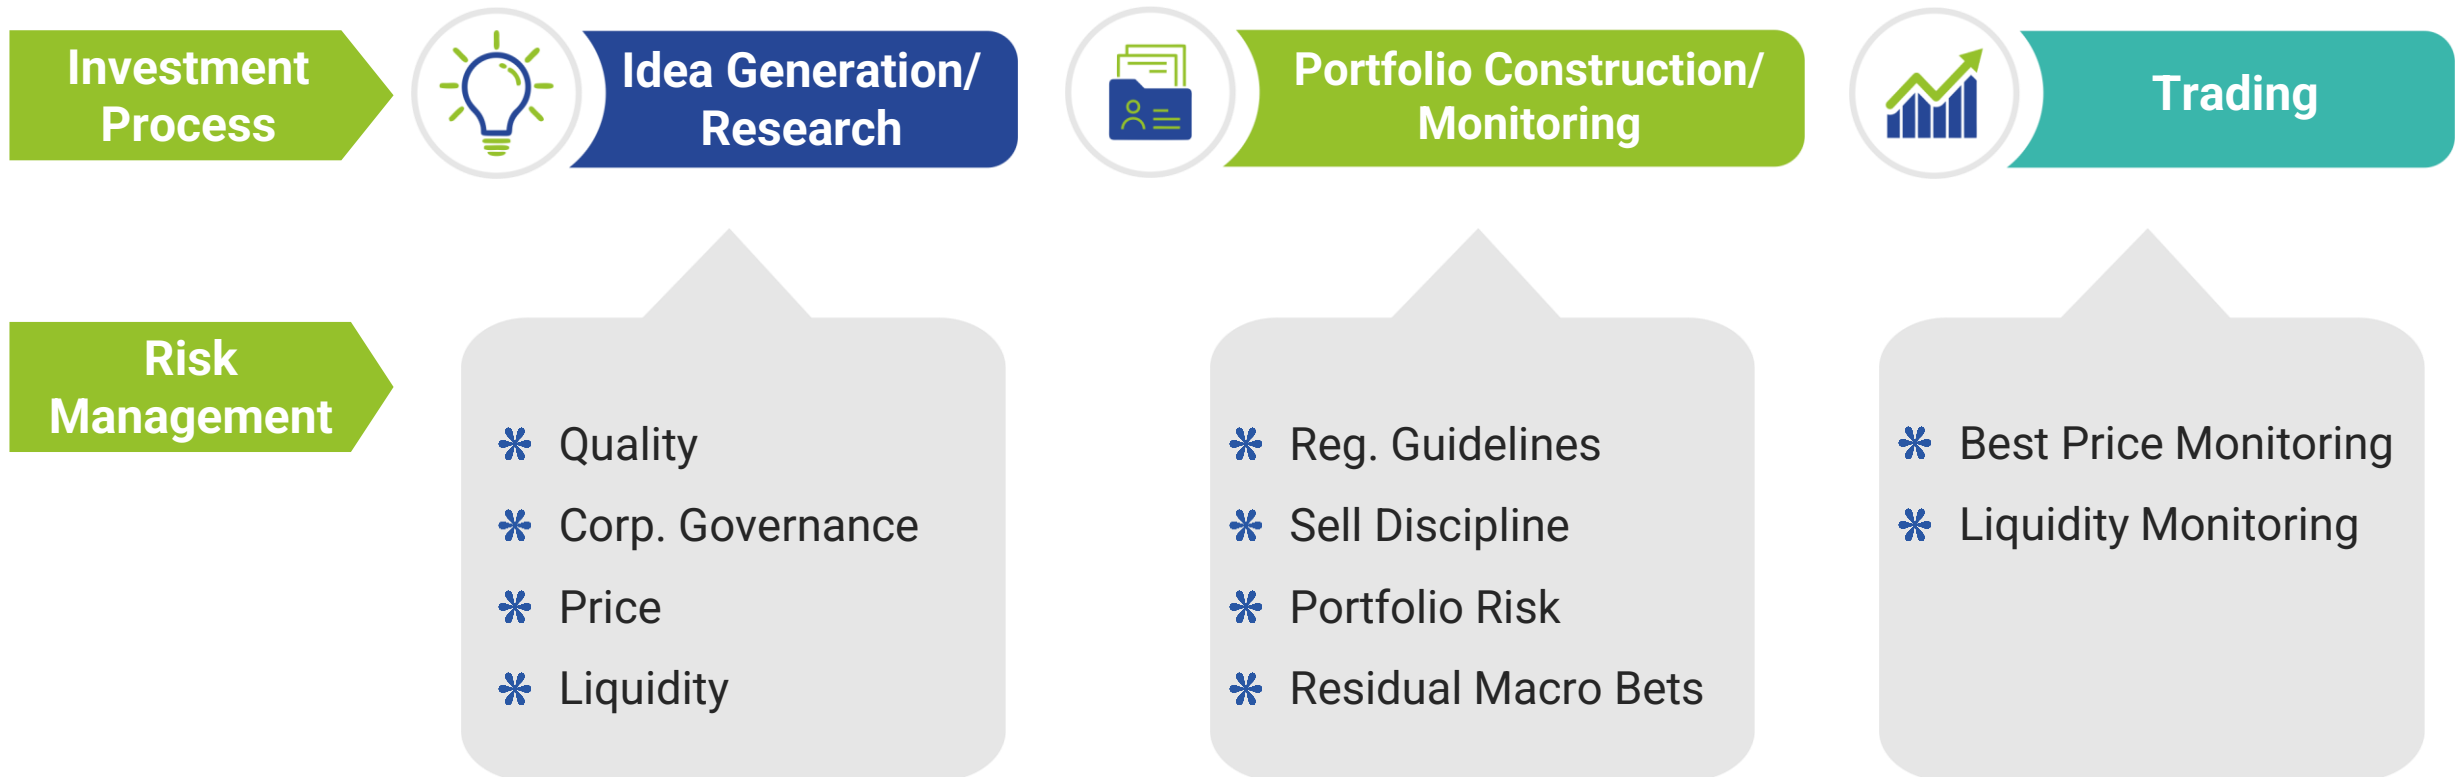 Investment
Process
Idea Generation/
Research
Portfolio Construction/
Monitoring
Trading
Risk
Management
Quality
Corp. Governance
Price
Liquidity
Reg. Guidelines
Sell Discipline
Portfolio Risk
Residual Macro Bets
Best Price Monitoring
Liquidity Monitoring